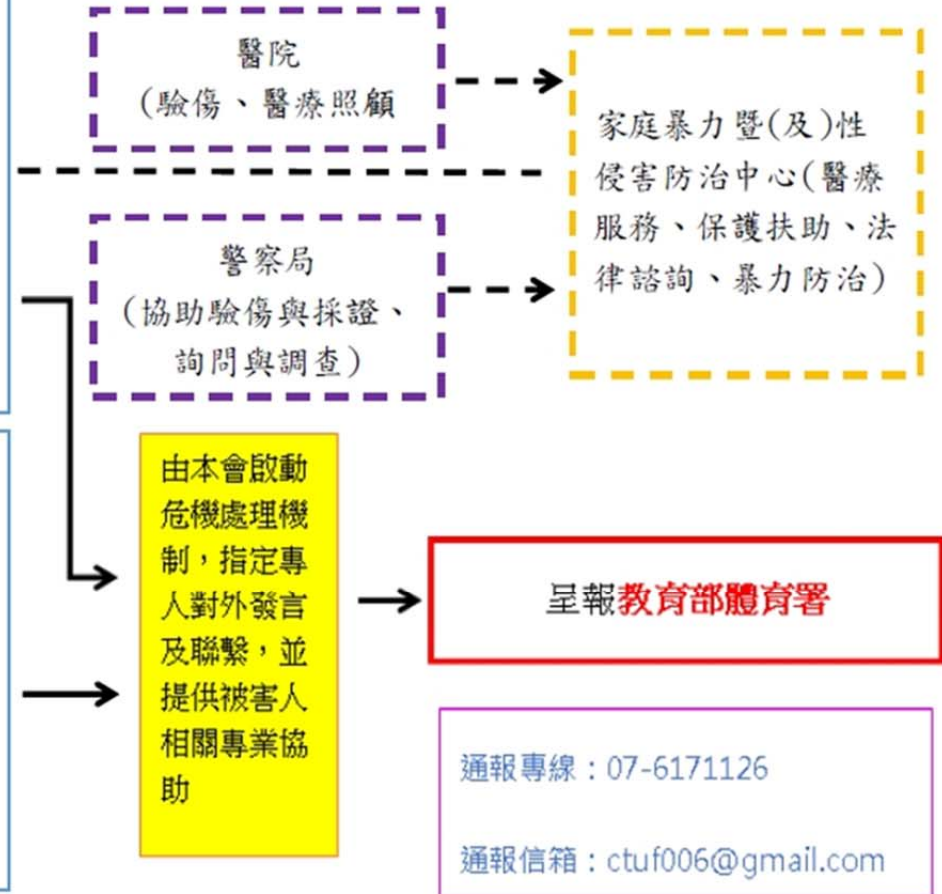 醫院
(驗傷、醫療照顧
家庭暴力暨(及)性
侵害防治中心(醫療
服務、保護扶助、法
律諮詢、暴力防治)
警察局
(協助驗傷與採證、
詢問與調查)
由本會啟動
危機處理機
制，指定專
人對外發言
及聯繫，並
提供被害人
相關專業協
助
呈報教育部體育署
通報專線：07-6171126
通報信箱：ctuf006@gmail.com